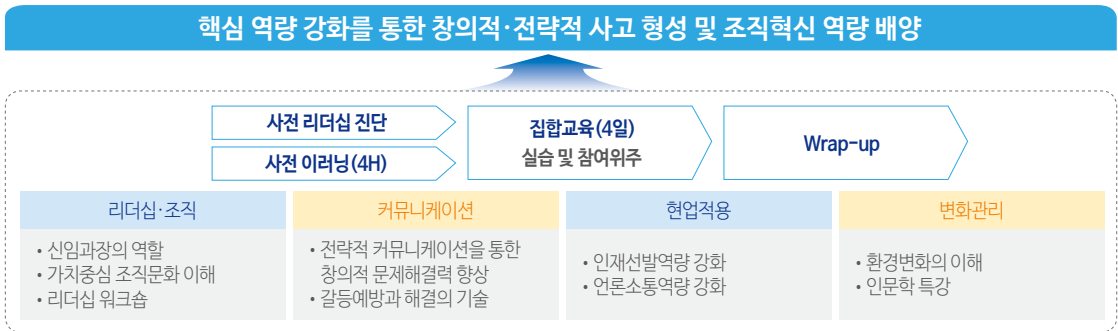 핵심 역량 강화를 통한 창의적·전략적 사고 형성 및 조직혁신 역량 배양
사전 리더십 진단
사전 이러닝(4H)
집합교육(4일)
실습 및 참여위주
Wrap-up
리더십·조직
• 신임과장의 역할
• 가치중심 조직문화 이해
• 리더십 워크숍
커뮤니케이션
• 전략적 커뮤니케이션을 통한
창의적 문제해결력 향상
• 갈등예방과 해결의 기술
현업적용
• 인재선발역량 강화
• 언론소통역량 강화
변화관리
• 환경변화의 이해
• 인문학 특강